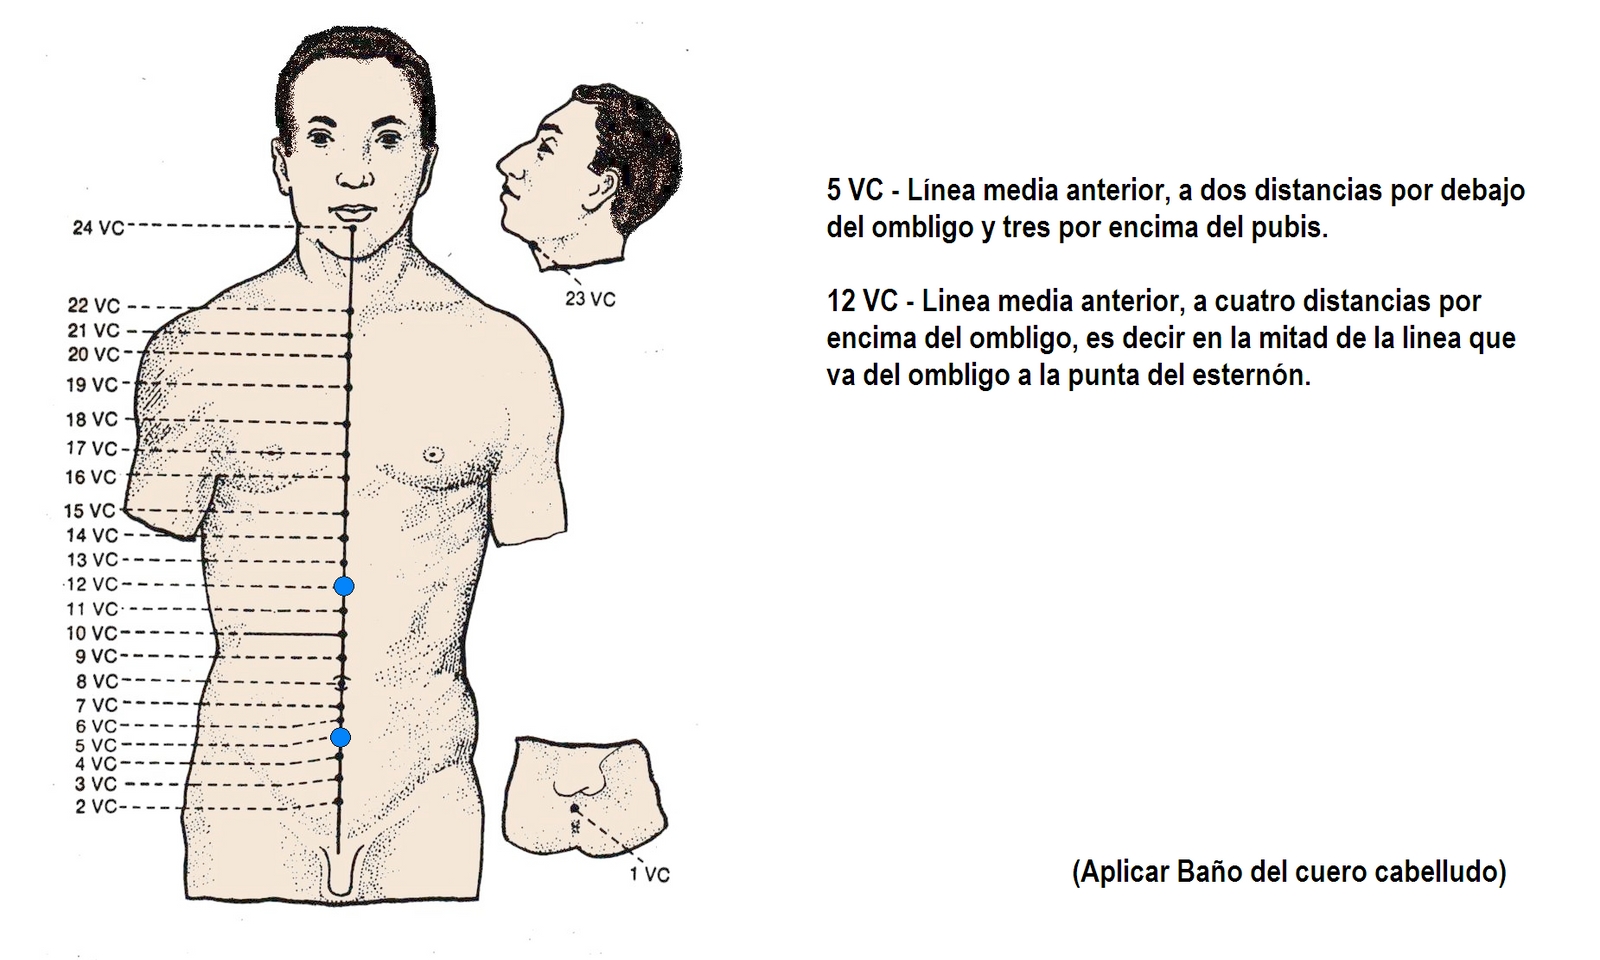 24 VC
22 VC
21 VC
20 VC
19 VC
18 VC
17 VC
16 VC
15 VC
14 VC
13 VC
12 VC
11 VC
10 VC
9 VC
8 VC
7 VC
6 VC
5 VC
4 VC
3 VC
2 VC
23 VC
1 VC
5 VC - Línea media anterior, a dos distancias por debajo
del ombligo y tres por encima del pubis.
12 VC - Linea media anterior, a cuatro distancias por
encima del ombligo, es decir en la mitad de la linea que
va del ombligo a la punta del esternón.
(Aplicar Baño del cuero cabelludo)